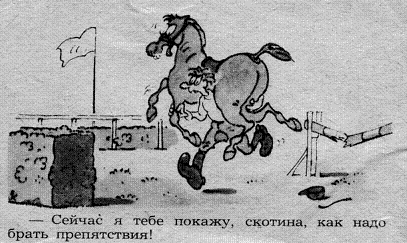 — Сейчас я тебе покажу, скотина, как надо
брать препятствия!